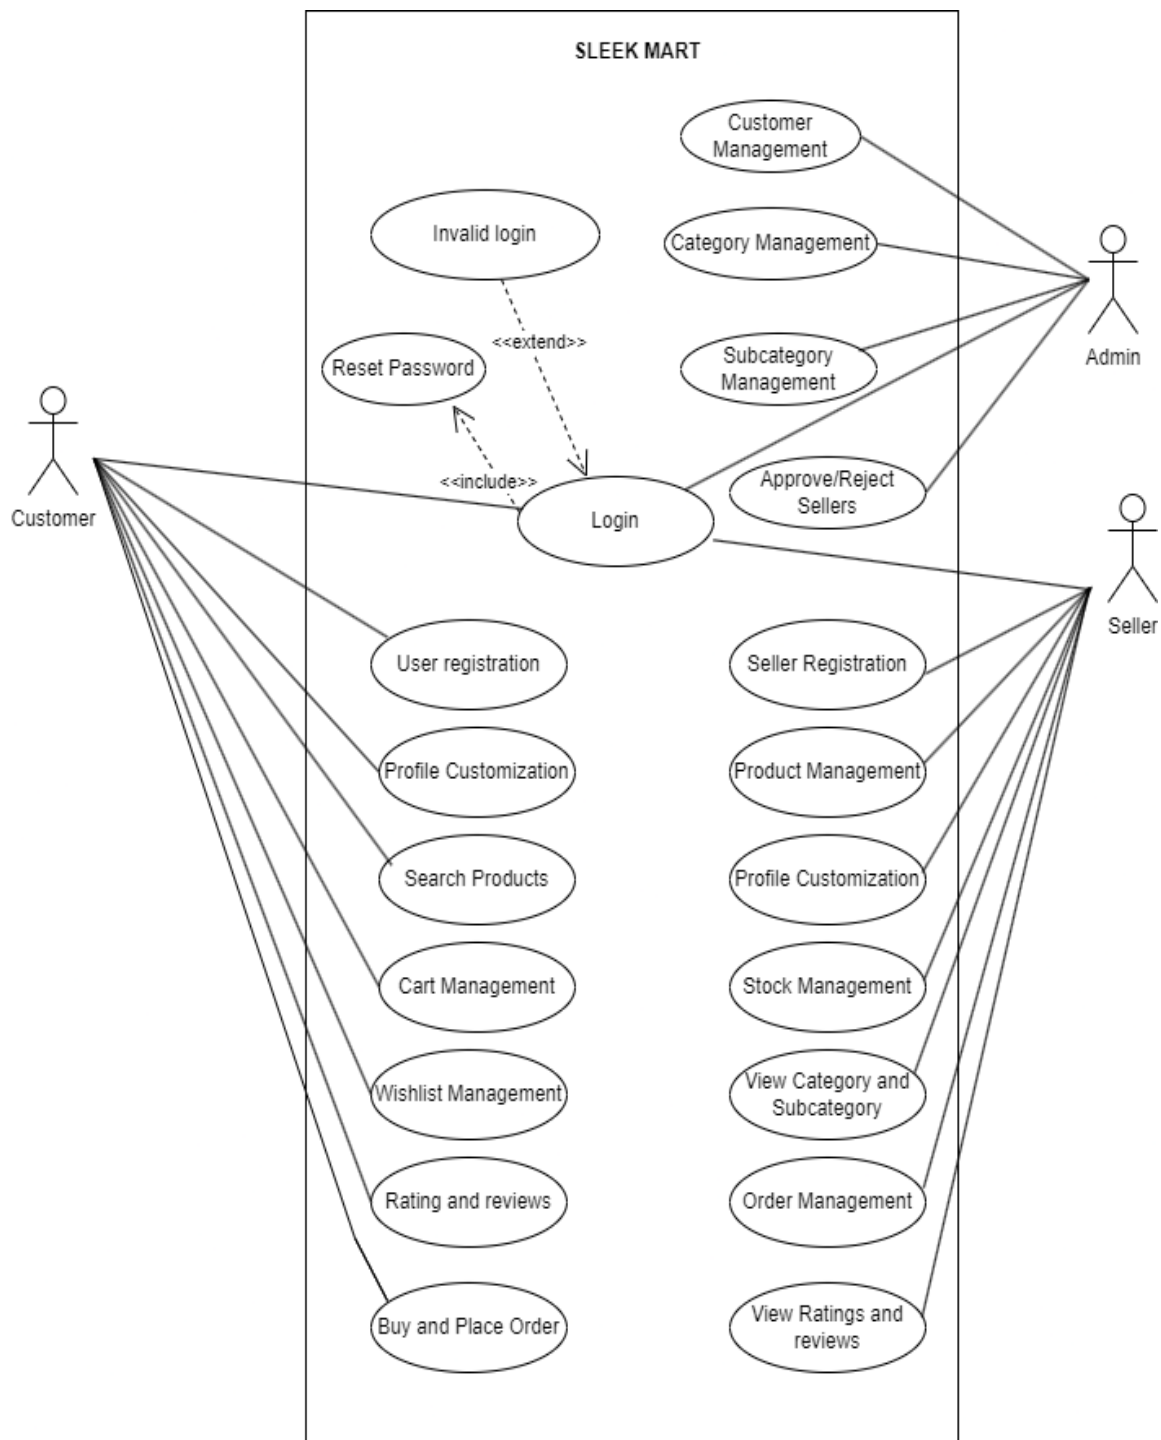 SLEEK MART
Customer
Management
Invalid login
Category Management
<<extend>>
Reset Password
Subcategory
Management
Admin
<<include>>
Approve/Reject
Sellers
Customer
Login
Seller
User registration
Seller Registration
Profile Customization
Product Management
Search Products
Profile Customization
Cart Management
Stock Management
Wishlist Management
View Category and
Subcategory
Rating and reviews
Order Management
Buy and Place Order
View Ratings and
reviews